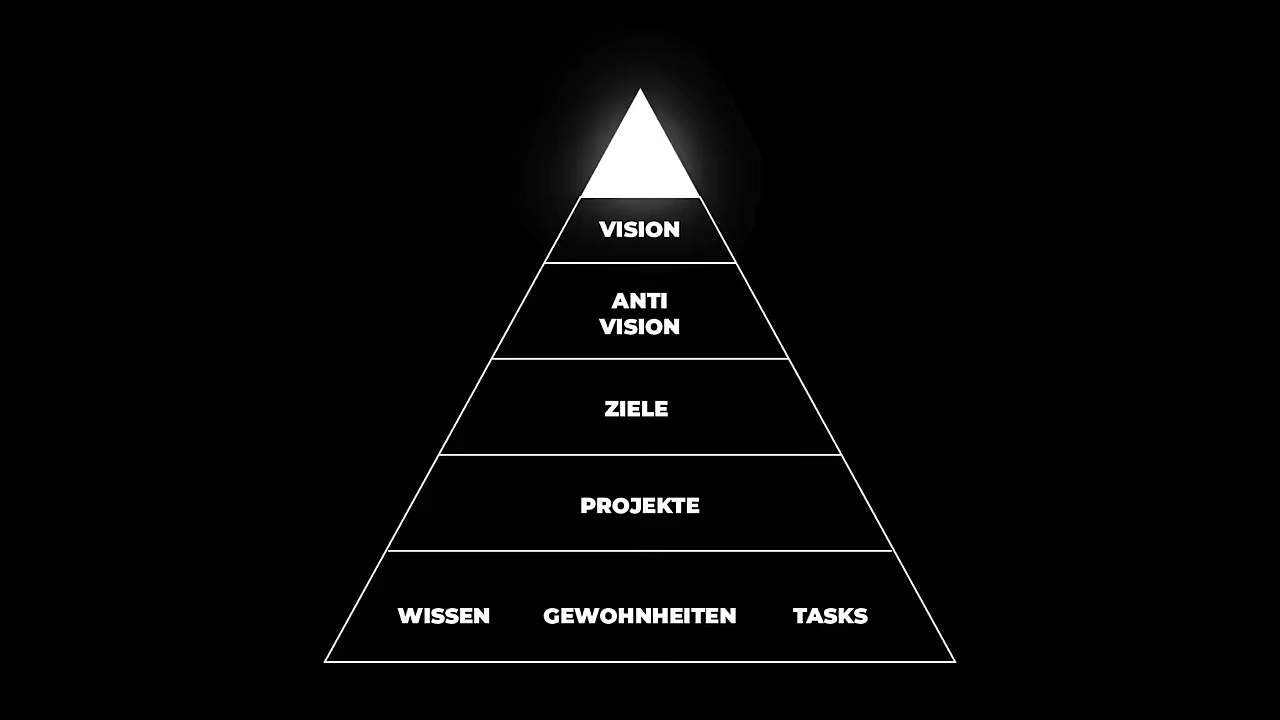 VISION
ANTI
VISION
ZIELE
PROJEKTE
WISSEN GEWOHNHEITEN TASKS